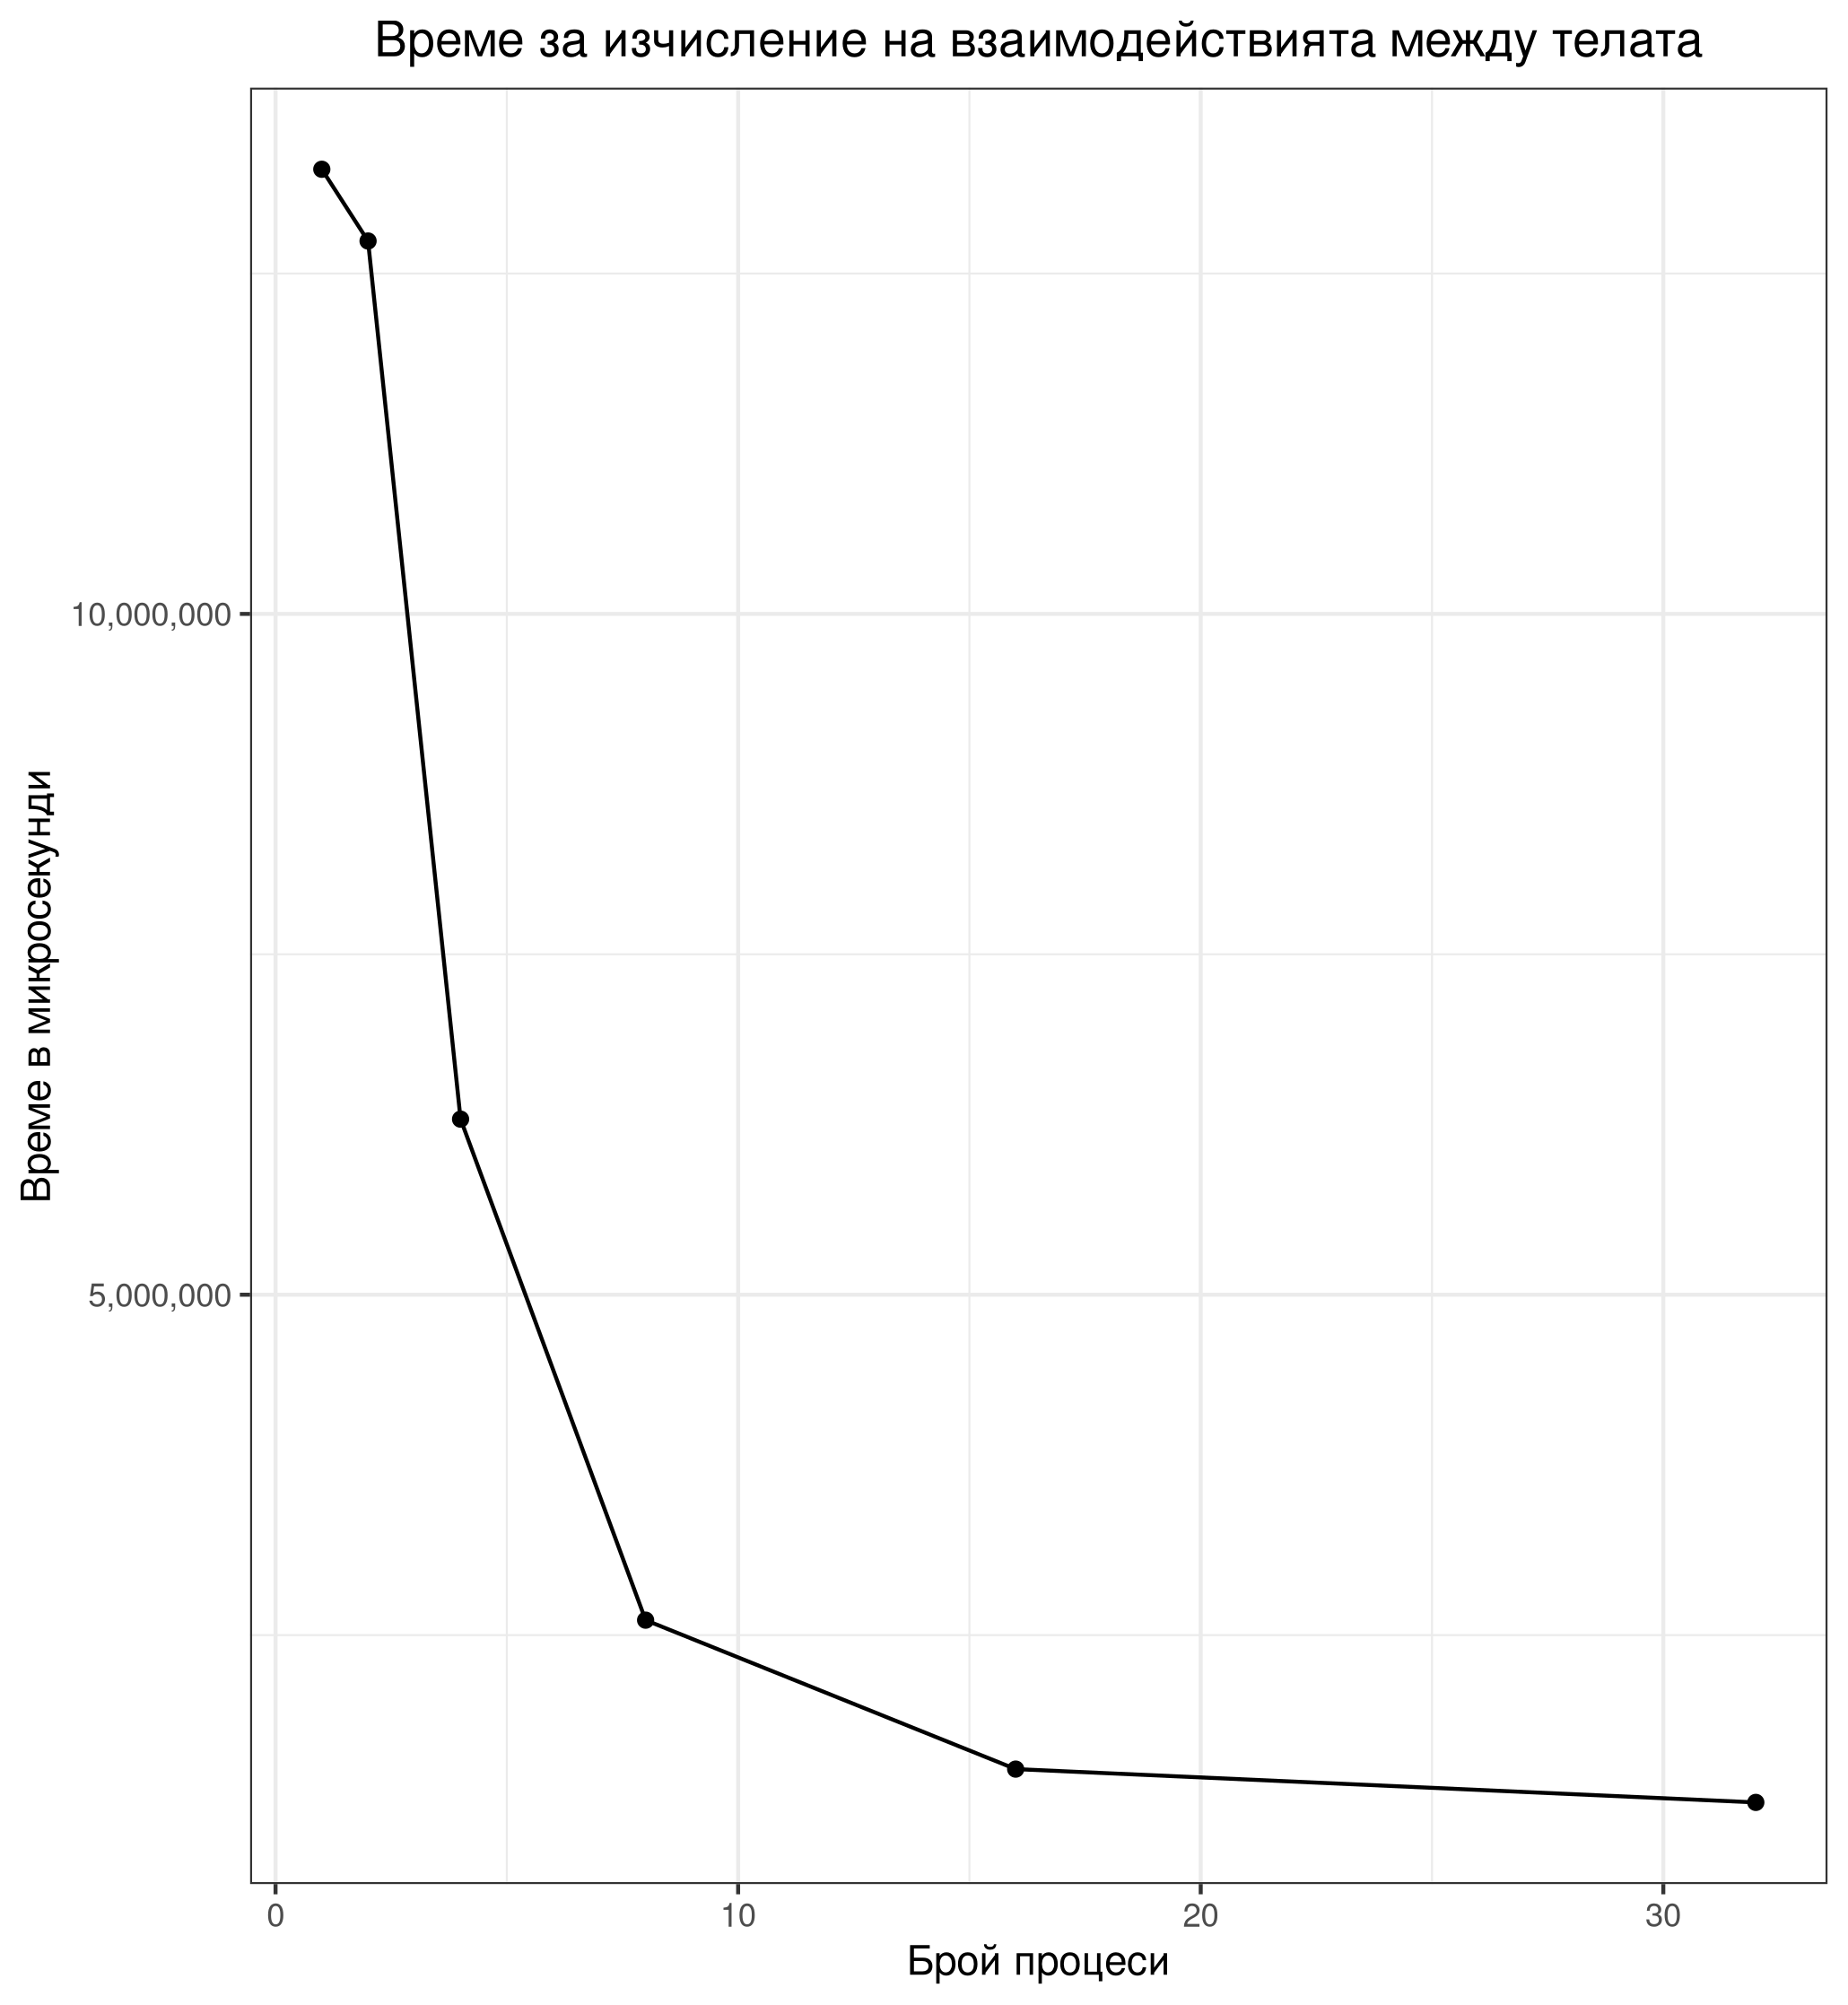 Време за изчисление на взаимодействията между телата
Време в микросекунди
10,000,000
5,000,000
0 10 20 30
Брой процеси